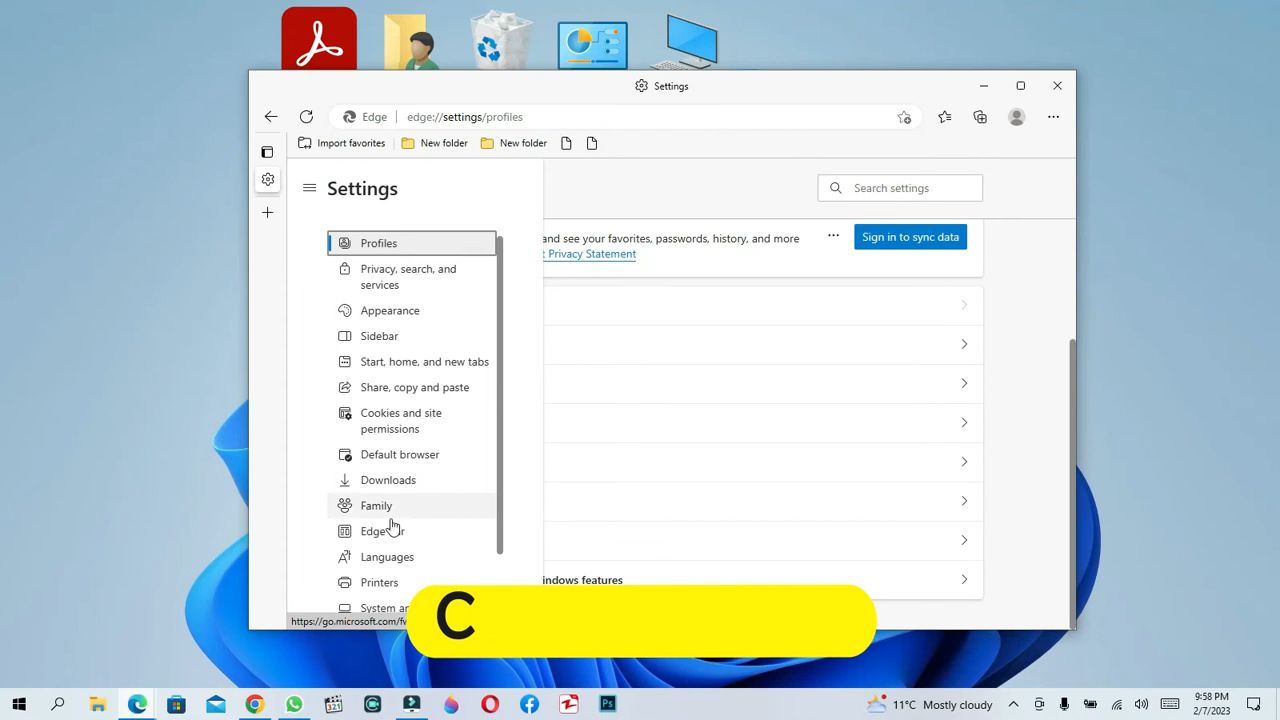 Settings
Edge edge://settings/profiles
Import favorites New folder New folder
Settings
Search settings
Profiles
and see your favorites, passwords, history, and more
Sign in to sync data
Privacy Statement
Privacy, search, and
services
Appearance
Sidebar
Start, home, and new tabs
Share, copy and paste
Cookies and site
permissions
Default browser
Downloads
Family
Languages
Printers
System
features
C
https://go.microsoft.com/
321
Ps
11°C Mostly cloudy
9:58 PM
2/7/2023